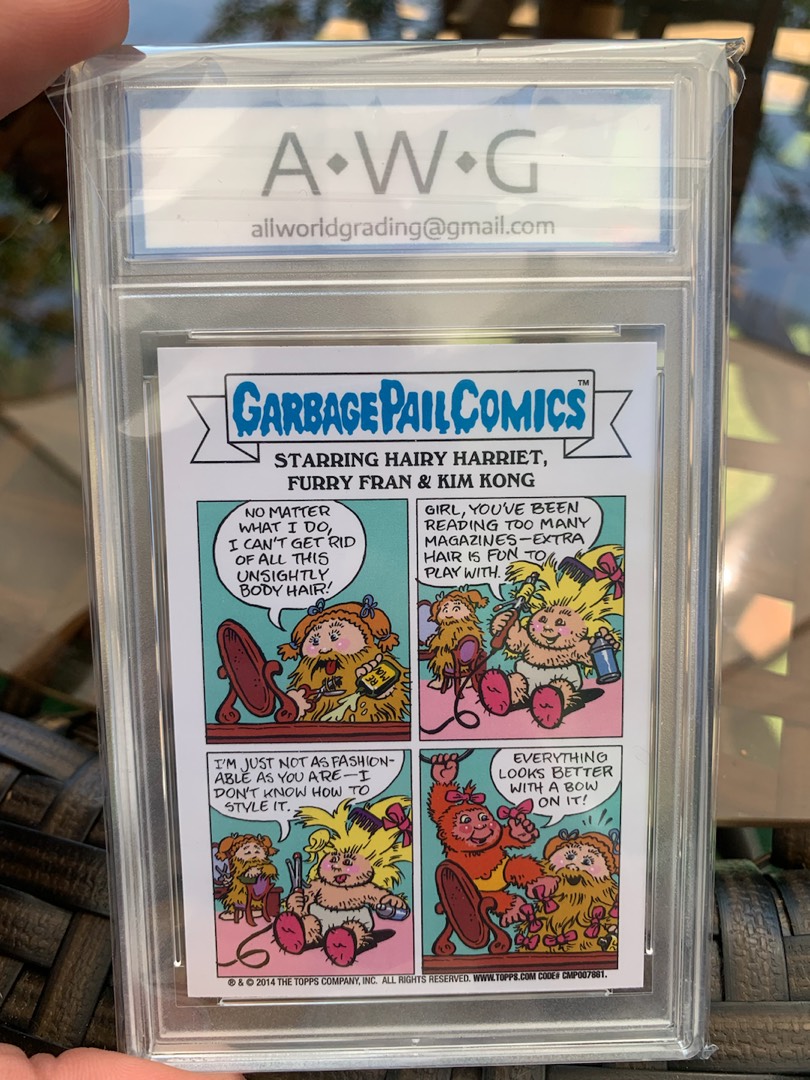 A◆W◆G
allworldgrading@gmail.com
GARBAGE PAIL COMICS™
STARRING HAIRY HARRIET,
FURRY FRAN & KIM KONG
NO MATTER
WHAT I DO,
I CAN'T GET RID
OF ALL THIS
UNSIGHTLY
BODY HAIR!
GIRL, YOU'VE BEEN
READING TOO MANY
MAGAZINES—EXTRA
HAIR IS FUN TO
PLAY WITH.
I'M JUST NOT AS FASHION-
ABLE AS YOU ARE—I
DON'T KNOW HOW TO
STYLE IT.
EVERYTHING
LOOKS BETTER
WITH A BOW
ON IT!
® & © 2014 THE TOPPS COMPANY, INC. ALL RIGHTS RESERVED. WWW.TOPPS.COM CODE# CMP007881.